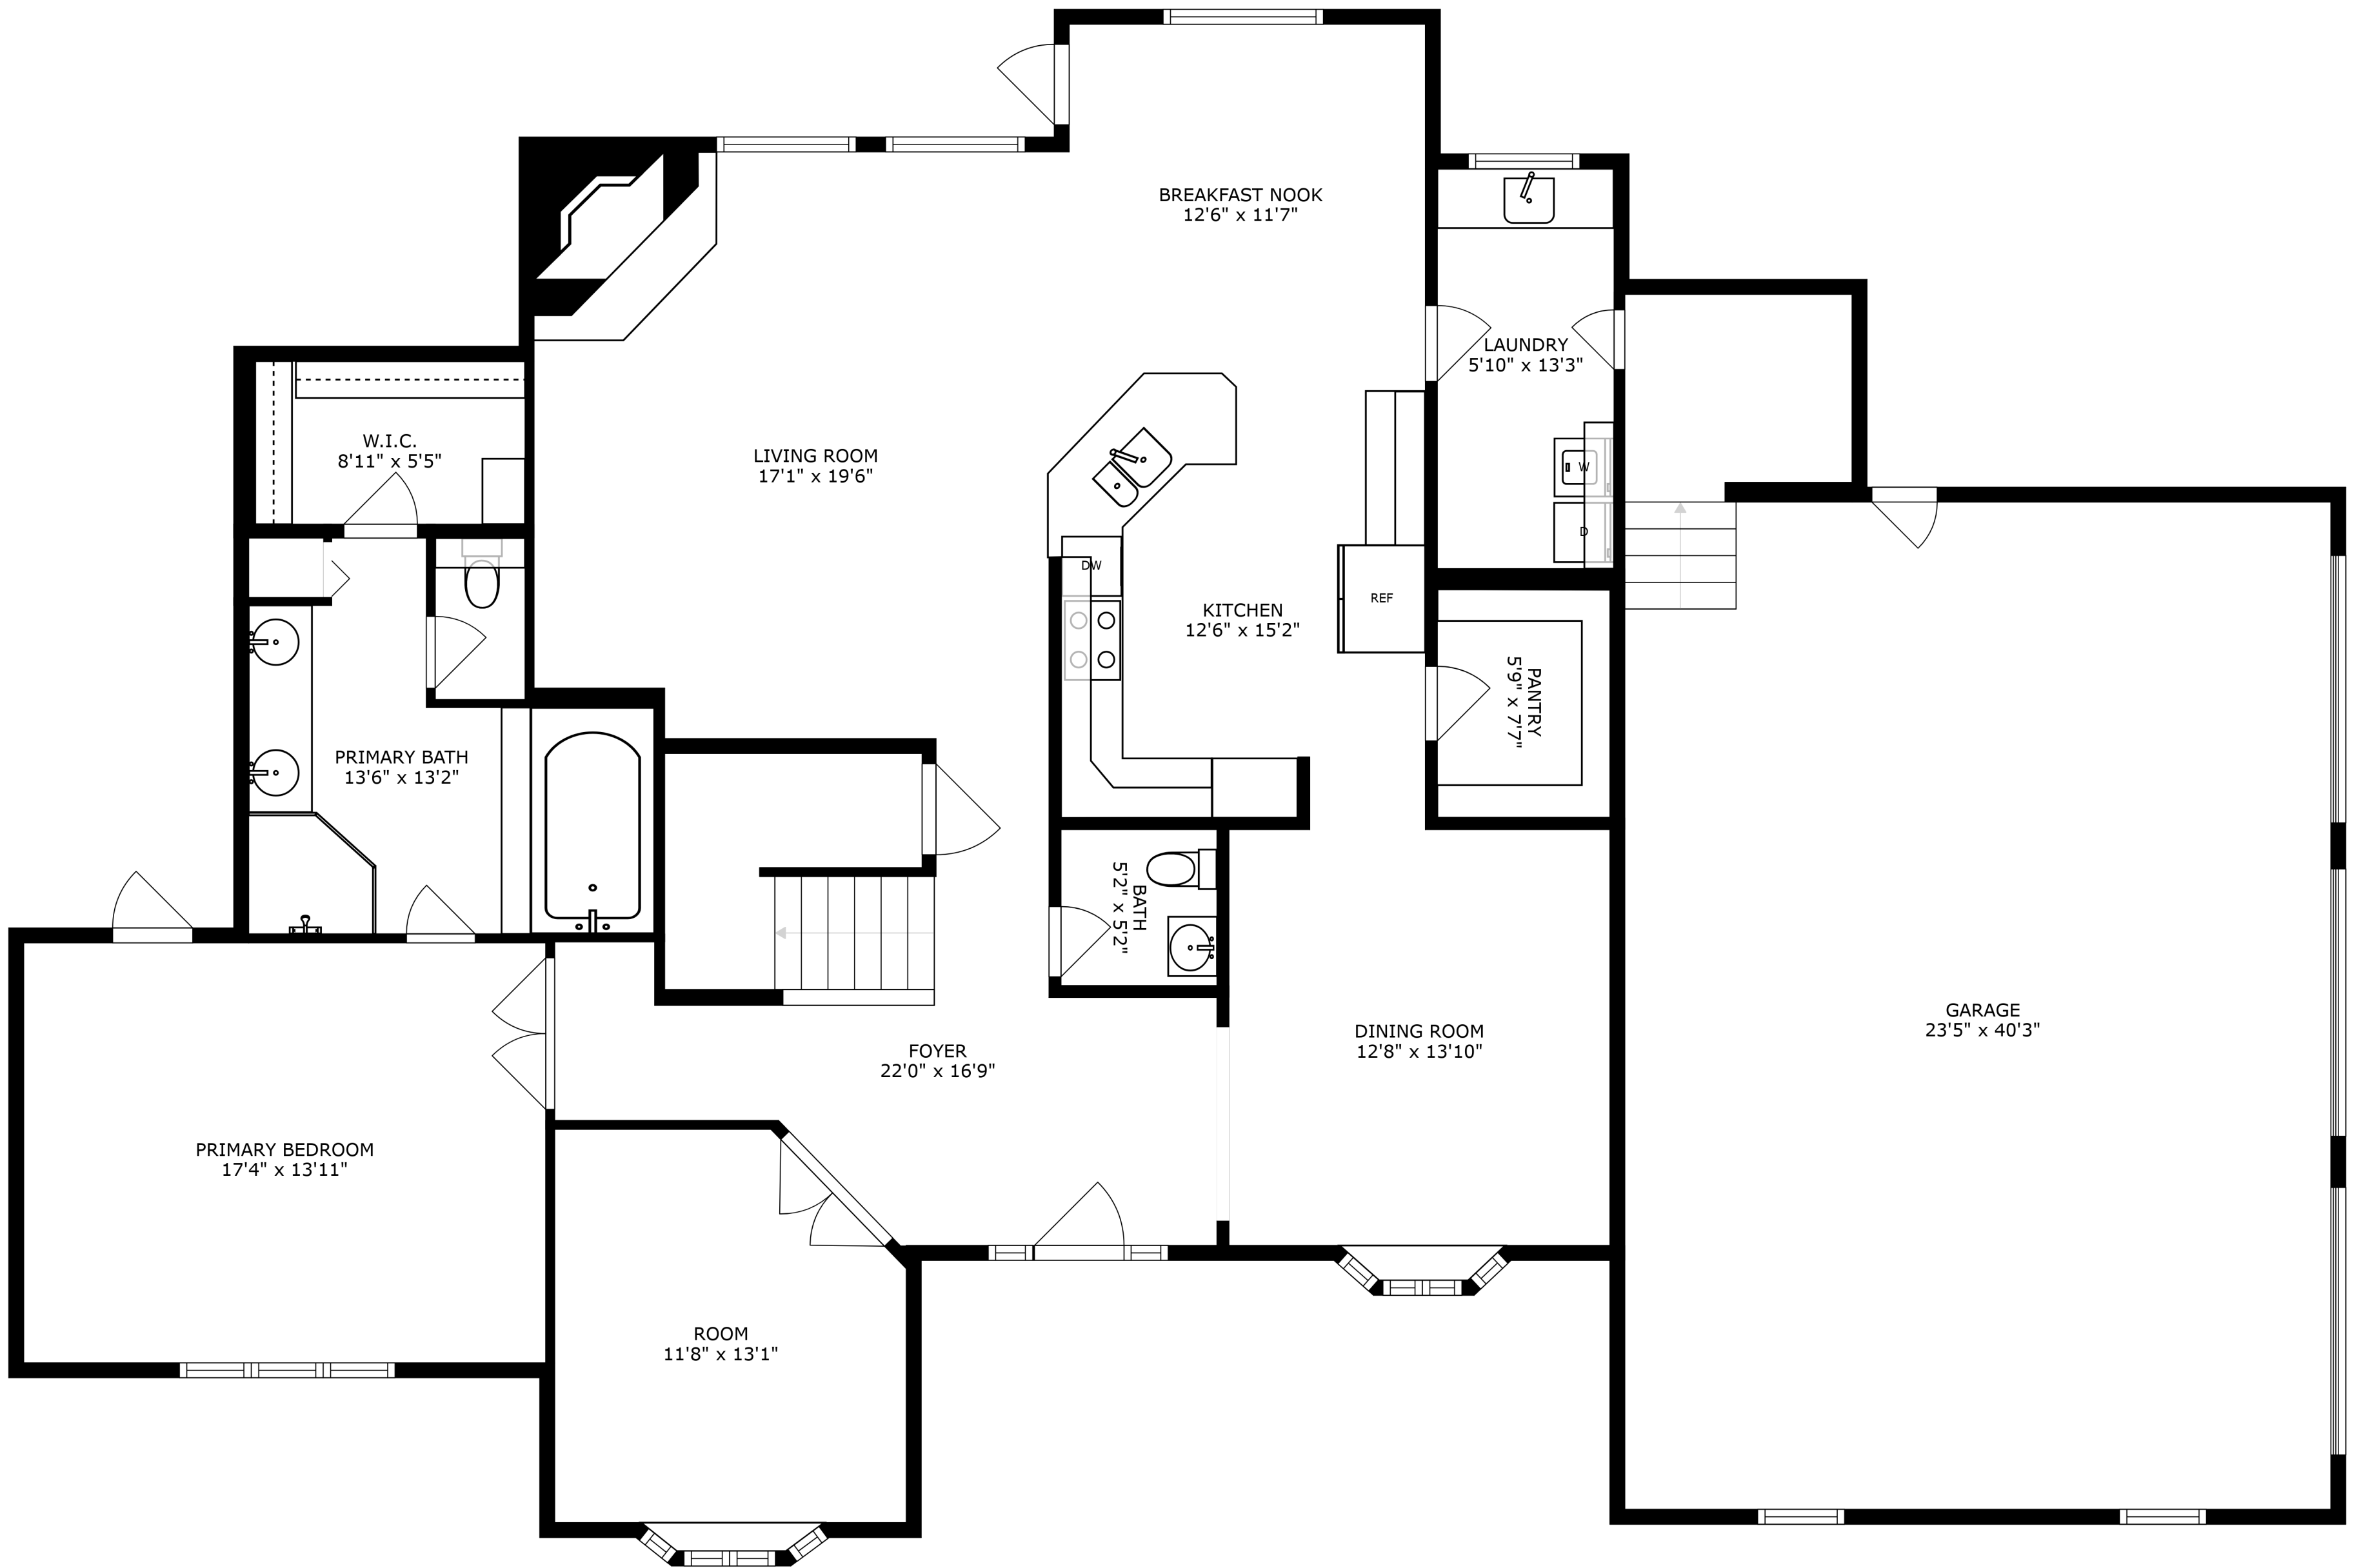 BREAKFAST NOOK
12'6" x 11'7"
LAUNDRY
5'10" x 13'3"
W.I.C.
8'11" x 5'5"
LIVING ROOM
17'1" x 19'6"
W
D
DW
REF
KITCHEN
12'6" x 15'2"
PANTRY
5'9" x 7'7"
PRIMARY BATH
13'6" x 13'2"
BATH
5'2" x 5'2"
GARAGE
23'5" x 40'3"
DINING ROOM
12'8" x 13'10"
FOYER
22'0" x 16'9"
PRIMARY BEDROOM
17'4" x 13'11"
ROOM
11'8" x 13'1"